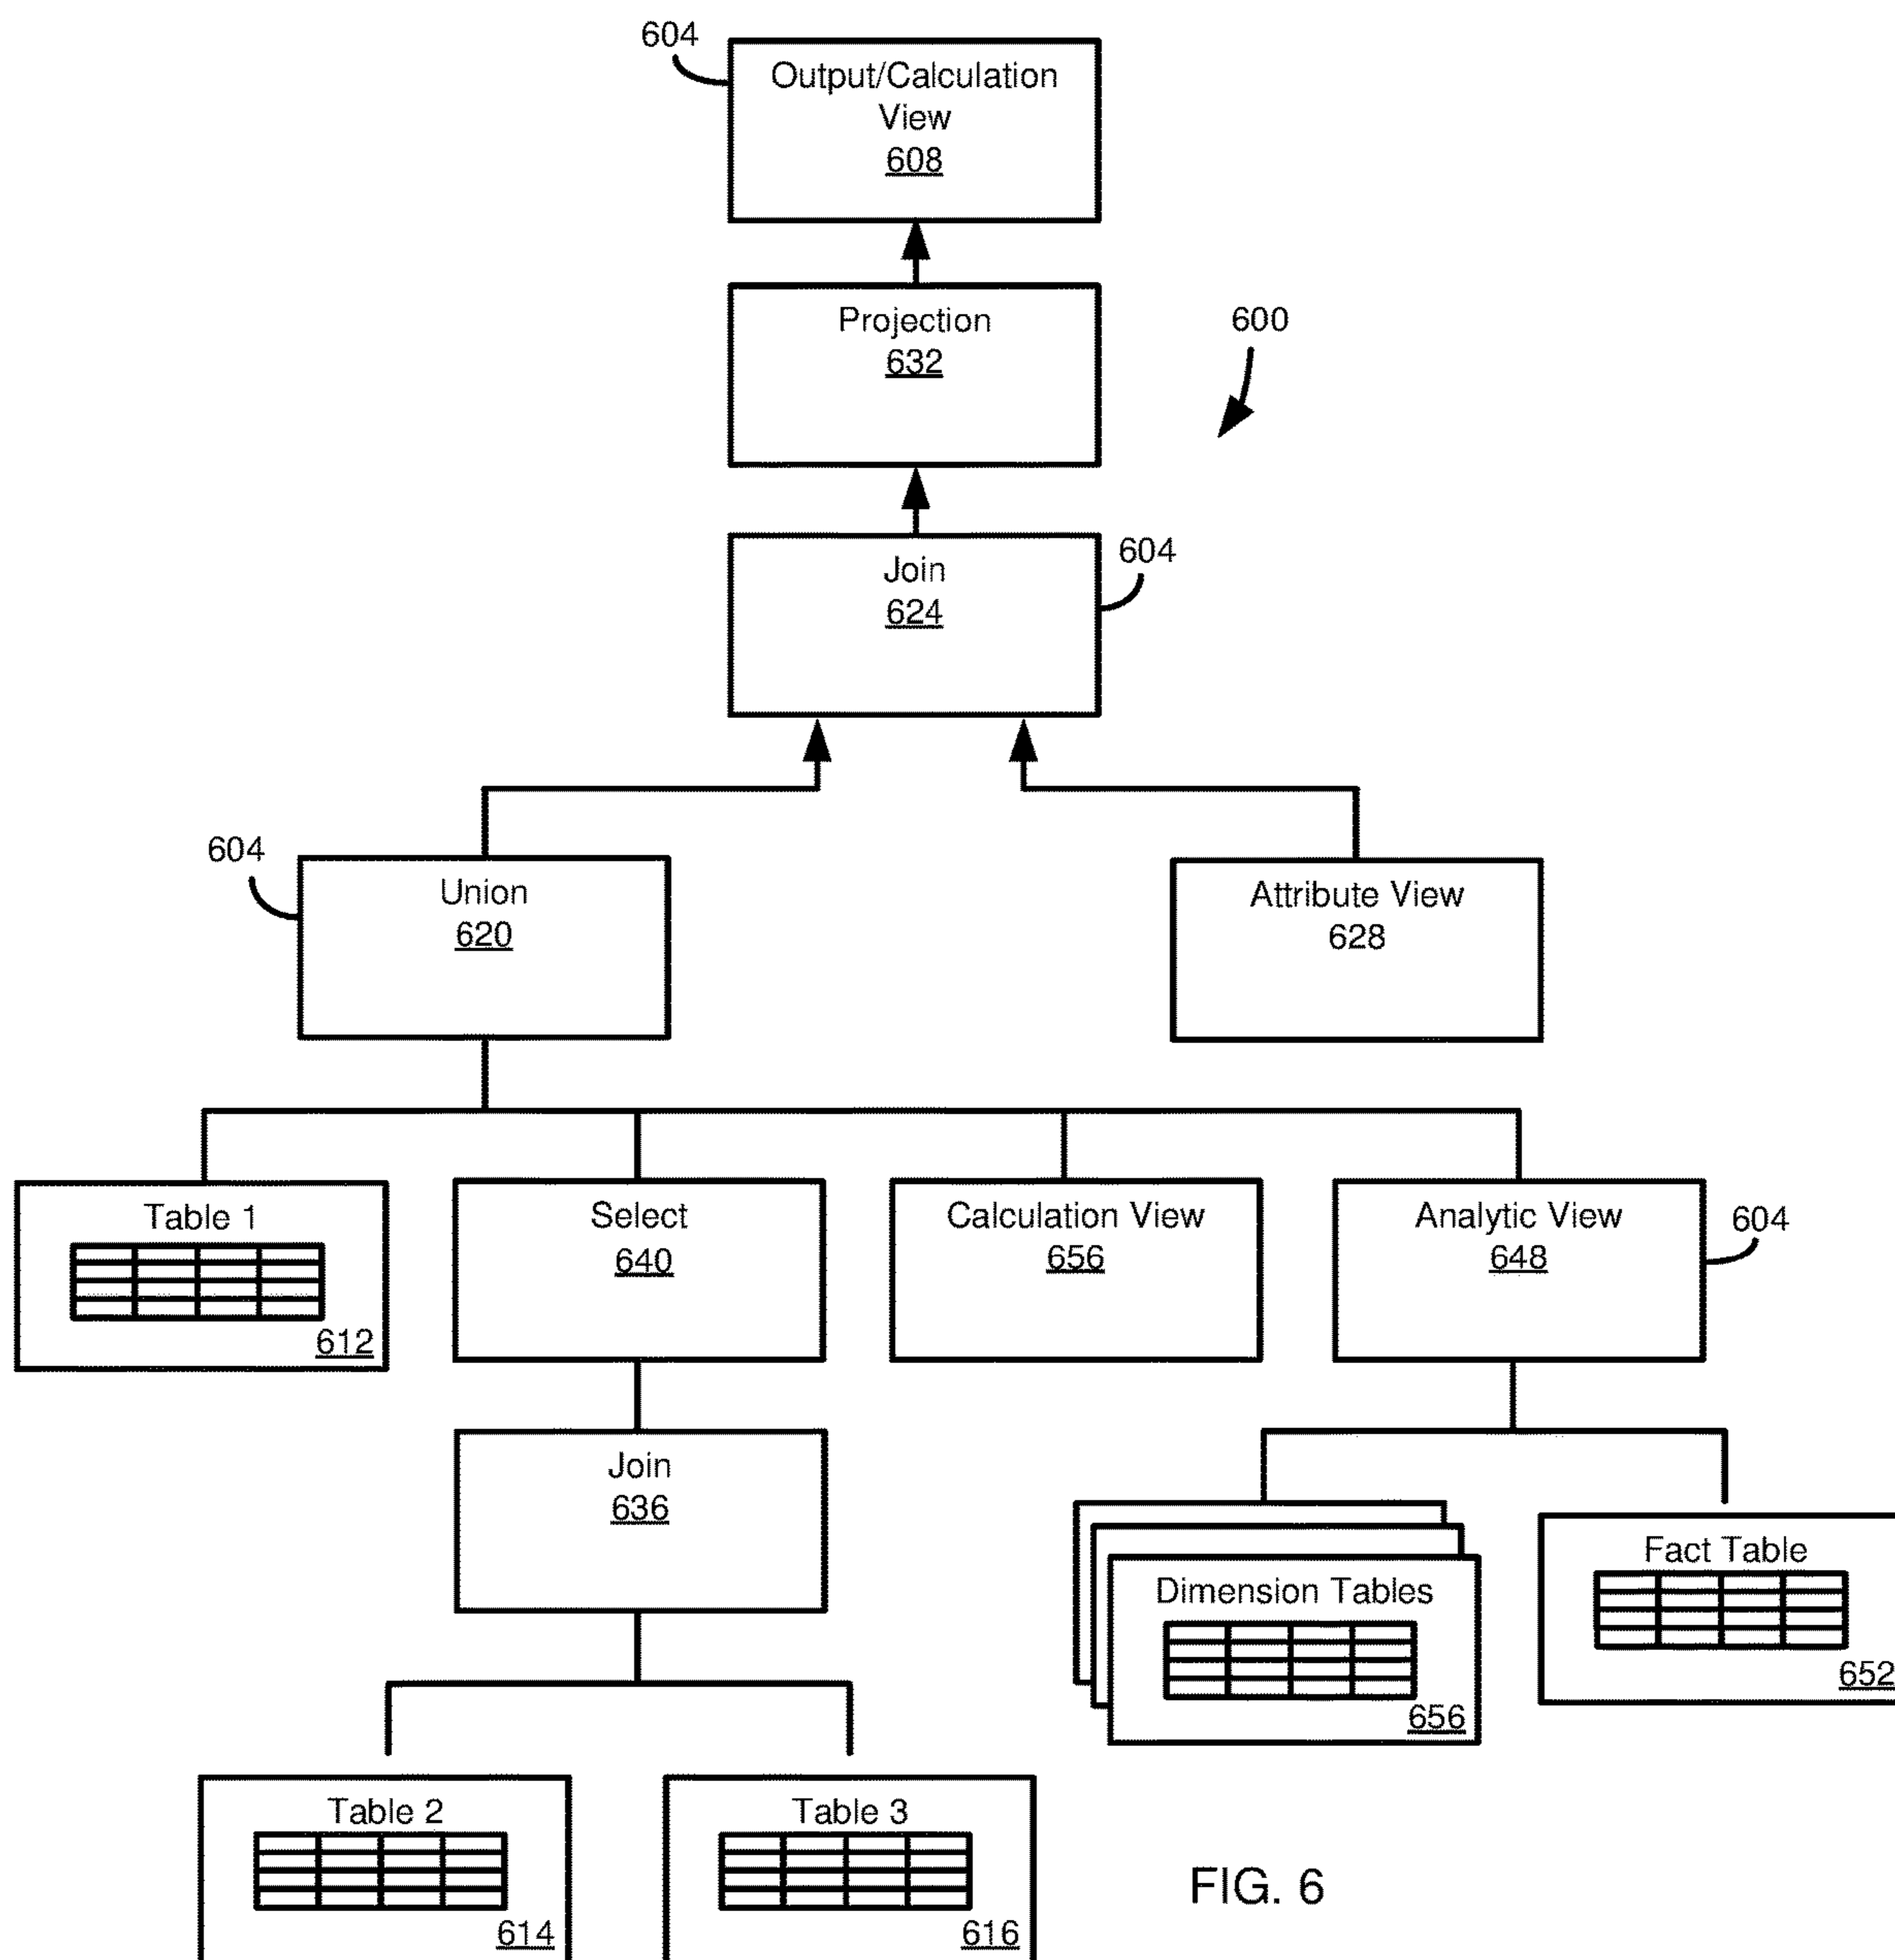 604
Output/Calculation
View
608
Projection
632
600
Join
624
604
604
Union
620
Attribute View
628
Table 1
612
Select
640
Calculation View
656
Analytic View
648
604
Join
636
Dimension Tables
656
Fact Table
652
Table 2
614
Table 3
616
FIG. 6